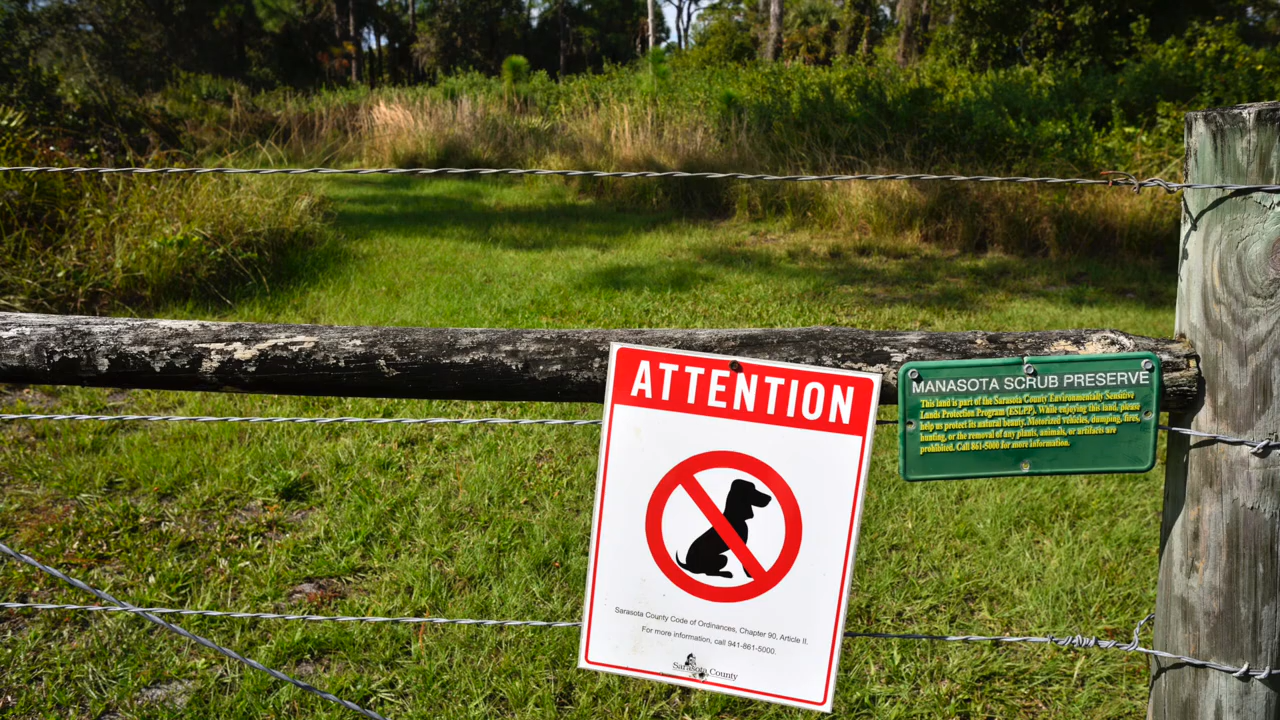 ATTENTION
Sarasota County Code of Ordinances, Chapter 90, Article II.
For more information, call 941-861-5000.
Sarasota County
MANASOTA SCRUB PRESERVE
This land is part of the Sarasota County Environmentally Sensitive
Lands Protection Program (ESLPP). While enjoying this land, please
help us protect its natural beauty. Motorized vehicles, dumping, fires,
hunting, or the removal of any plants, animals, or artifacts are
prohibited. Call 861-5000 for more information.